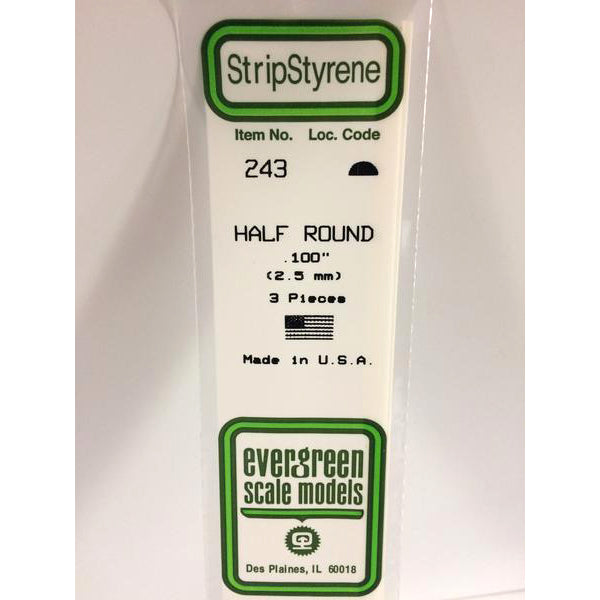 StripStyrene
Item No. Loc. Code
243
HALF ROUND
.100"
(2.5 mm)
3 Pieces
Made in U.S.A.
evergreen
scale models
Des Plaines, IL 60018